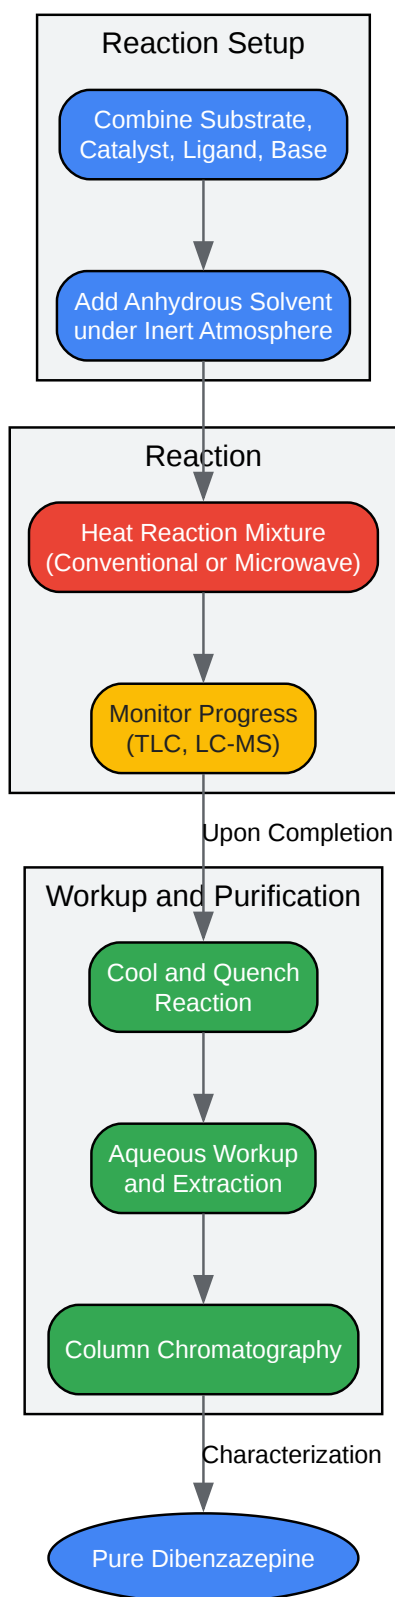 Reaction Setup
Combine Substrate,
Catalyst, Ligand, Base
Add Anhydrous Solvent
under Inert Atmosphere
Reaction
Heat Reaction Mixture
(Conventional or Microwave)
Monitor Progress
(TLC, LC-MS)
Upon Completion
Workup and Purification
Cool and Quench
Reaction
Aqueous Workup
and Extraction
Column Chromatography
Characterization
Pure Dibenzazepine